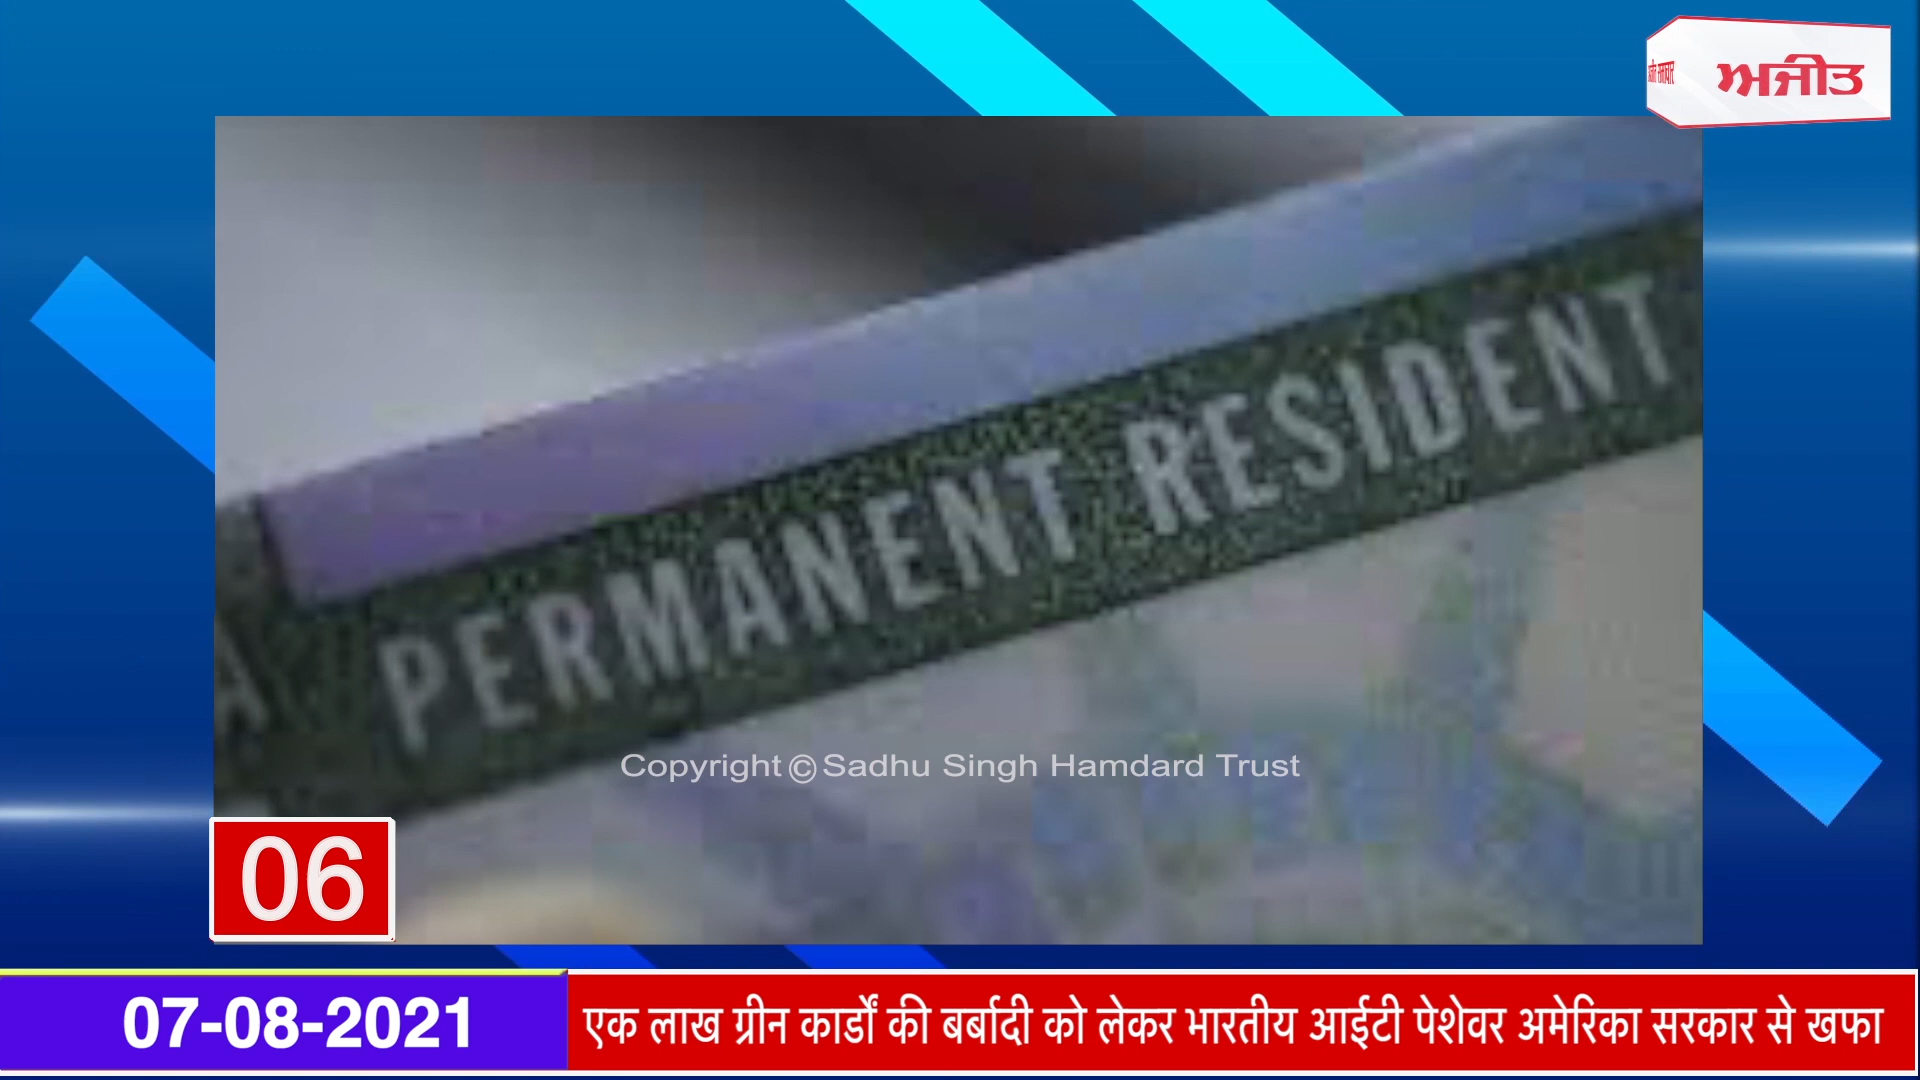 ਅਜੀਤ
PERMANENT RESIDENT
Copyright © Sadhu Singh Hamdard Trust
06
07-08-2021
एक लाख ग्रीन कार्डों की बर्बादी को लेकर भारतीय आईटी पेशेवर अमेरिका सरकार से खफा